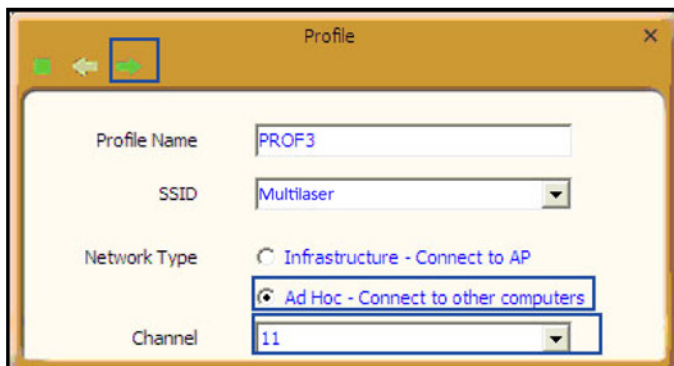 Profile
Profile Name PROF3
SSID Multilaser
Network Type Infrastructure - Connect to AP
Ad Hoc - Connect to other computers
Channel 11